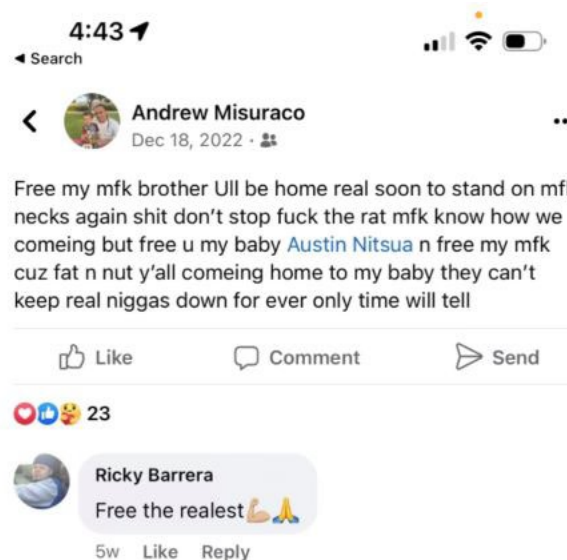 4:43
◄ Search
Andrew Misuraco
Dec 18, 2022 ·
Free my mfk brother Ull be home real soon to stand on mfk
necks again shit don't stop fuck the rat mfk know how we
comeing but free u my baby Austin Nitsua n free my mfk
cuz fat n nut y'all comeing home to my baby they can't
keep real niggas down for ever only time will tell
Like Comment Send
23
Ricky Barrera
Free the realest💪🏼🙏
5w Like Reply